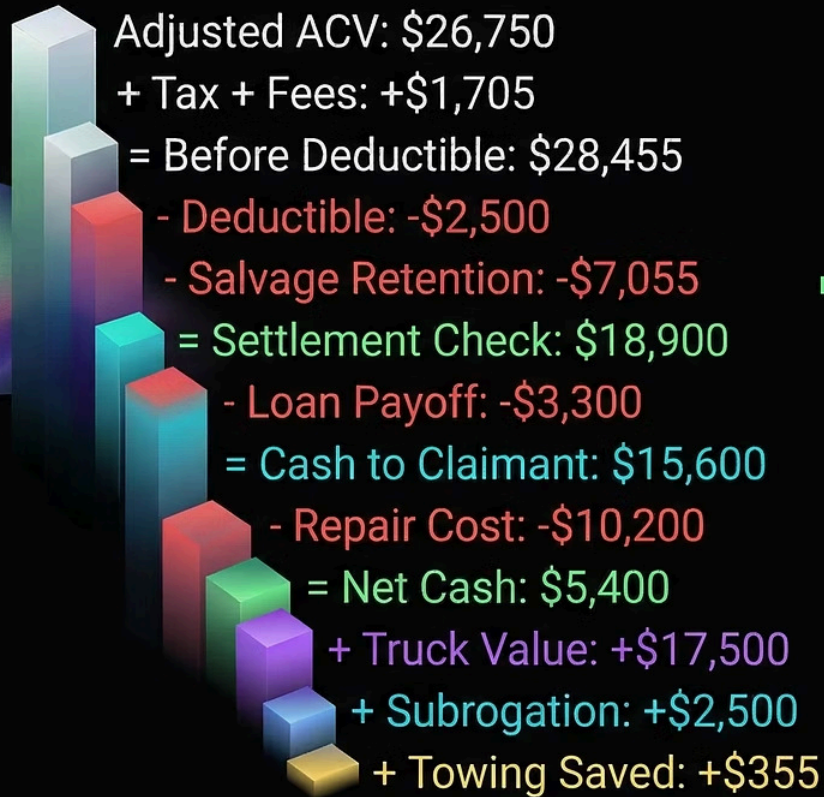 Adjusted ACV: $26,750
+ Tax + Fees: +$1,705
= Before Deductible: $28,455
- Deductible: -$2,500
- Salvage Retention: -$7,055
= Settlement Check: $18,900
- Loan Payoff: -$3,300
= Cash to Claimant: $15,600
- Repair Cost: -$10,200
= Net Cash: $5,400
+ Truck Value: +$17,500
+ Subrogation: +$2,500
+ Towing Saved: +$355